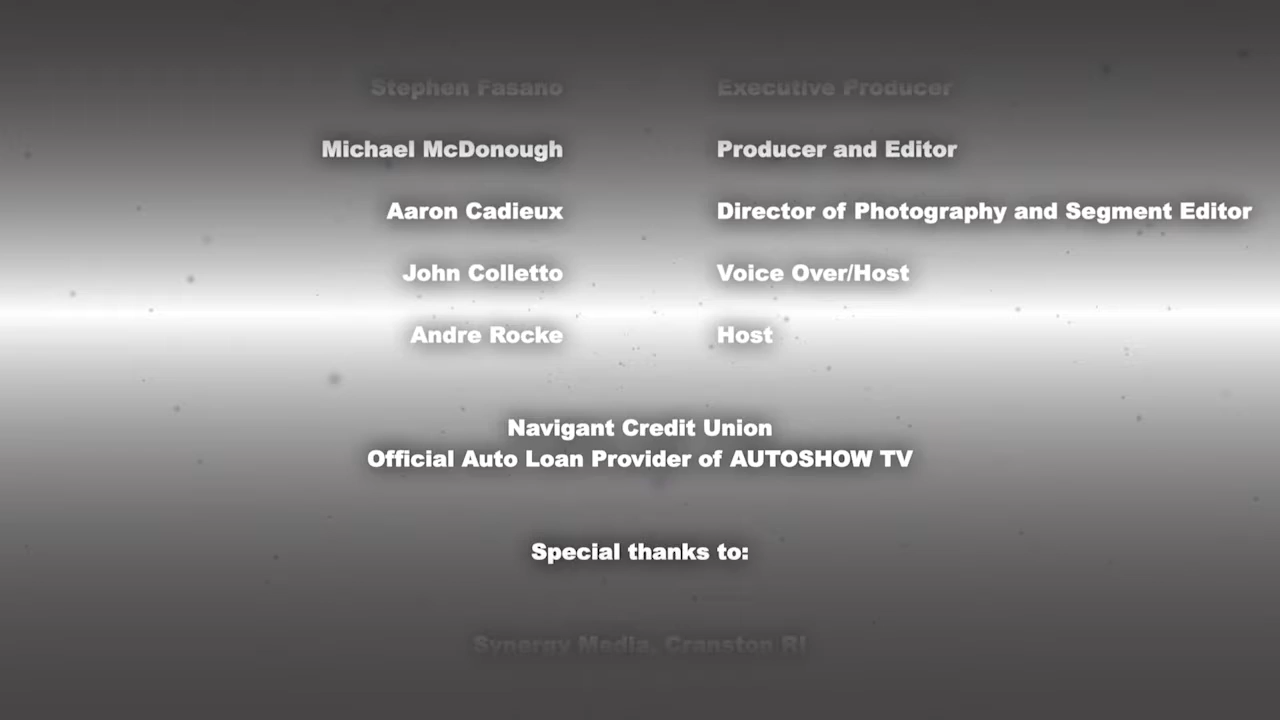 Stephen Fasano Executive Producer
Michael McDonough Producer and Editor
Aaron Cadieux Director of Photography and Segment Editor
John Colletto Voice Over/Host
Andre Rocke Host
Navigant Credit Union
Official Auto Loan Provider of AUTOSHOW TV
Special thanks to:
Synergy Media, Cranston RI